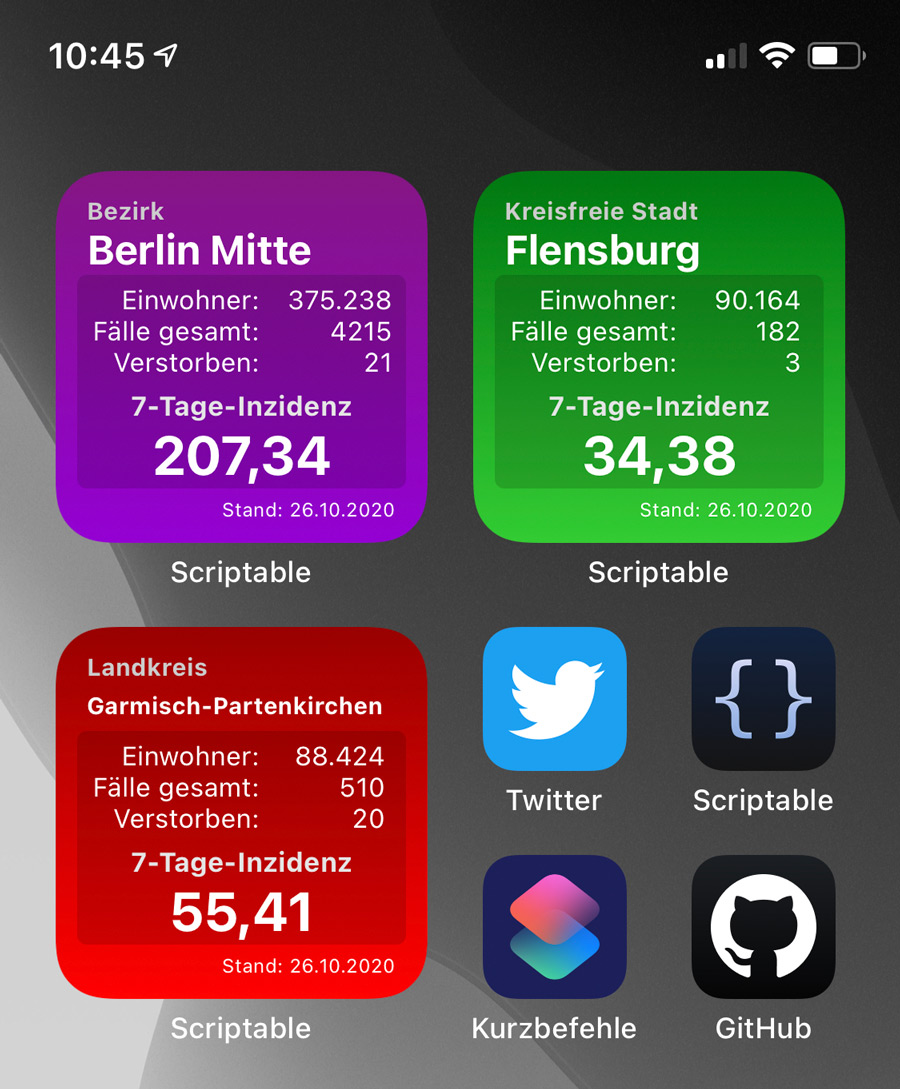 10:45
Bezirk
Berlin Mitte
Einwohner: 375.238
Fälle gesamt: 4215
Verstorben: 21
7-Tage-Inzidenz
207,34
Stand: 26.10.2020
Scriptable
Kreisfreie Stadt
Flensburg
Einwohner: 90.164
Fälle gesamt: 182
Verstorben: 3
7-Tage-Inzidenz
34,38
Stand: 26.10.2020
Scriptable
Landkreis
Garmisch-Partenkirchen
Einwohner: 88.424
Fälle gesamt: 510
Verstorben: 20
7-Tage-Inzidenz
55,41
Stand: 26.10.2020
Scriptable
Twitter
{ }
Scriptable
Kurzbefehle
GitHub